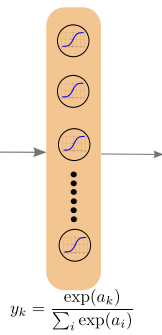 y_k = \frac{\exp(a_k)}{\sum_i \exp(a_i)}